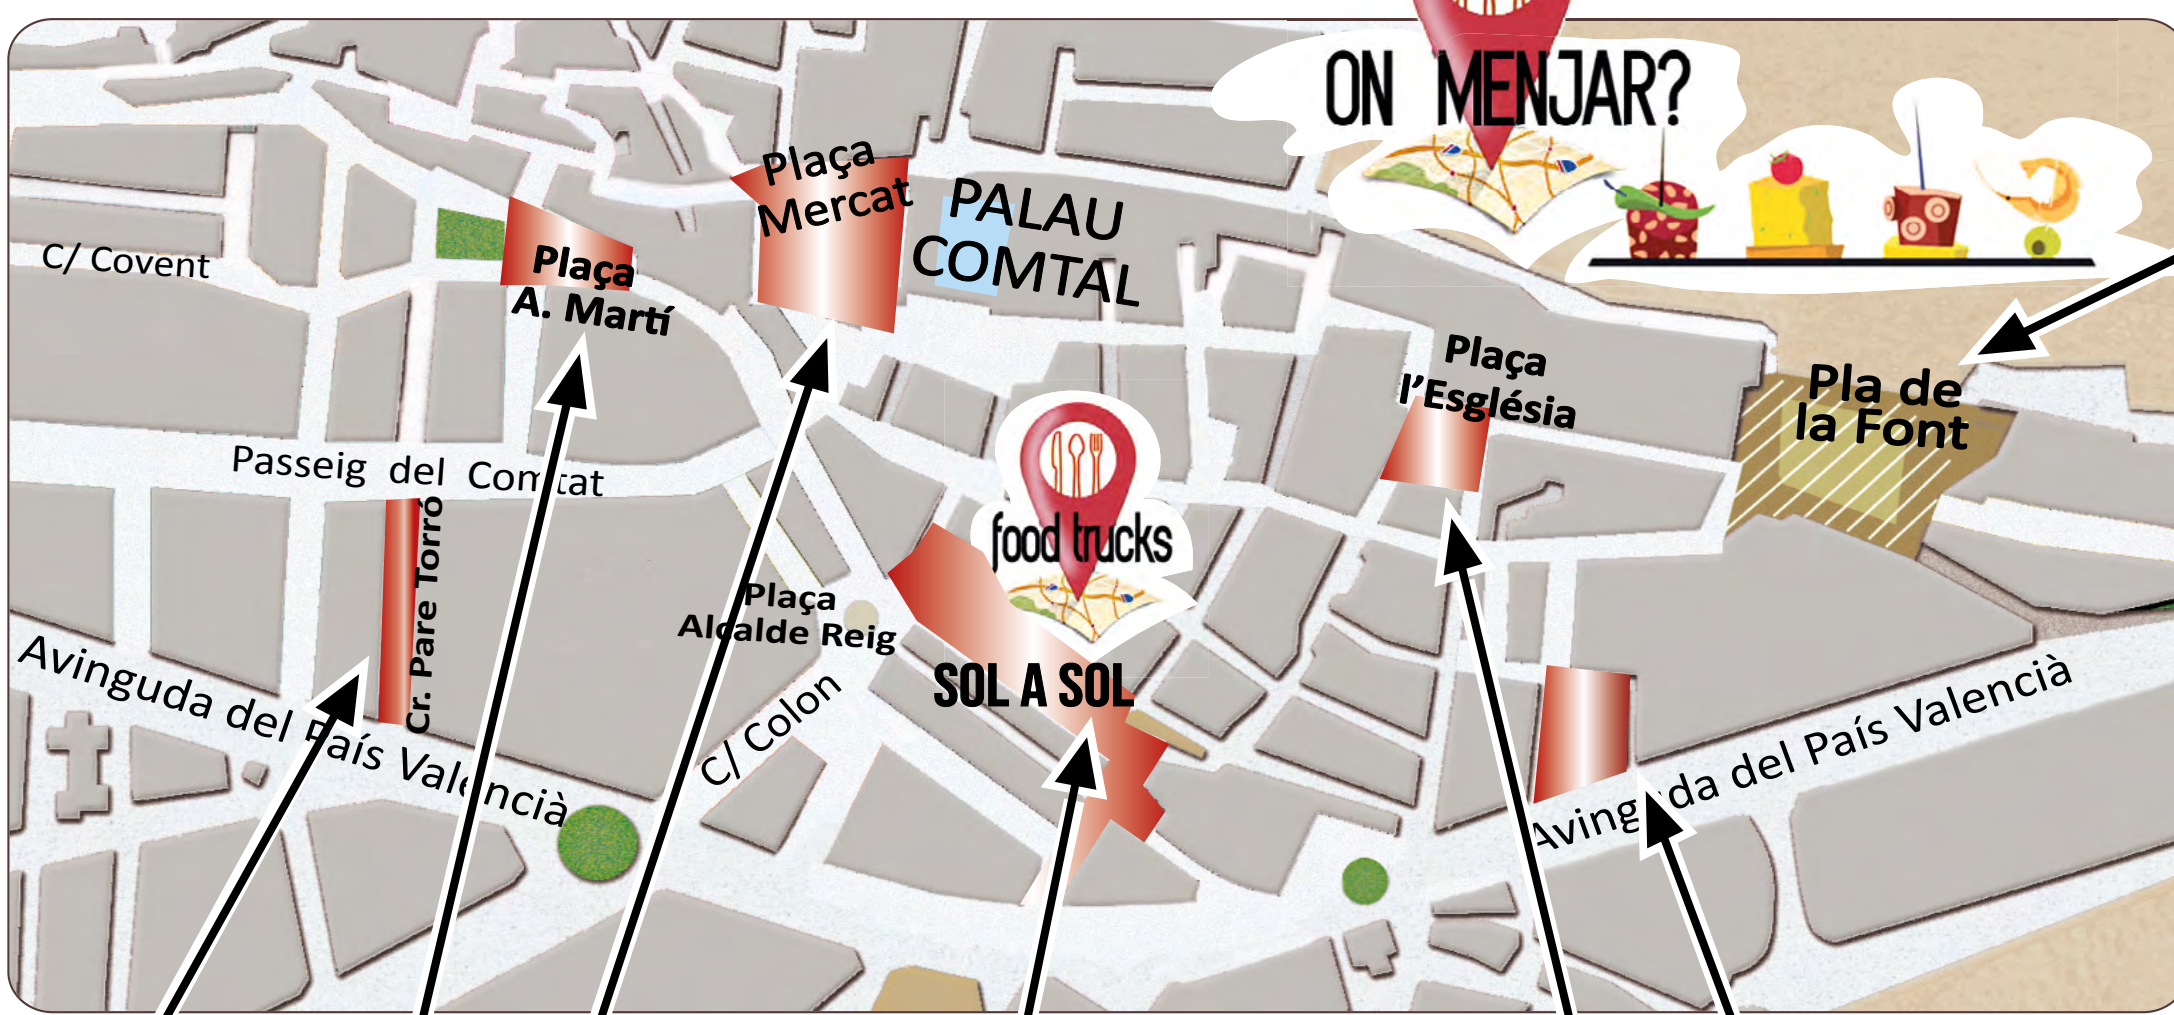 ON MENJAR?
Plaça
Mercat
PALAU
COMTAL
C/ Covent
Plaça
A. Martí
Plaça
l'Església
Pla de
la Font
Passeig del Comtat
Cr. Pare Torró
food trucks
Plaça
Alcalde Reig
SOL A SOL
C/ Colon
Avinguda del País Valencià
Avinguda del País Valencià